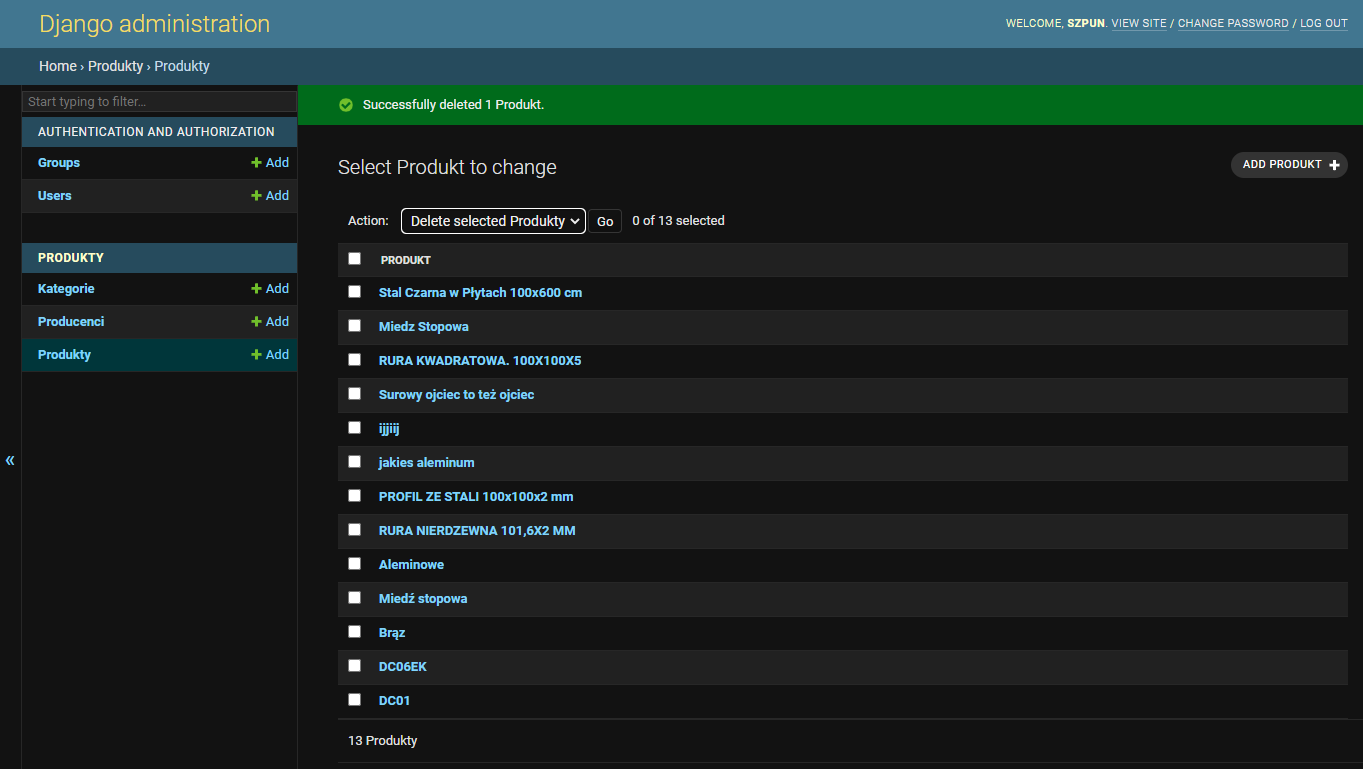 Django administration
WELCOME, SZPUN. VIEW SITE / CHANGE PASSWORD / LOG OUT
Home › Produkty › Produkty
Start typing to filter...
AUTHENTICATION AND AUTHORIZATION
Groups
Add
Users
Add
PRODUKTY
Kategorie
Add
Producenci
Add
Produkty
Add
«
Successfully deleted 1 Produkt.
Select Produkt to change
ADD PRODUKT
Action: Delete selected Produkty Go 0 of 13 selected
PRODUKT
Stal Czarna w Płytach 100x600 cm
Miedz Stopowa
RURA KWADRATOWA. 100X100X5
Surowy ojciec to też ojciec
ijjiij
jakies aleminum
PROFIL ZE STALI 100x100x2 mm
RURA NIERDZEWNA 101,6X2 MM
Aleminowe
Miedź stopowa
Brąz
DC06EK
DC01
13 Produkty